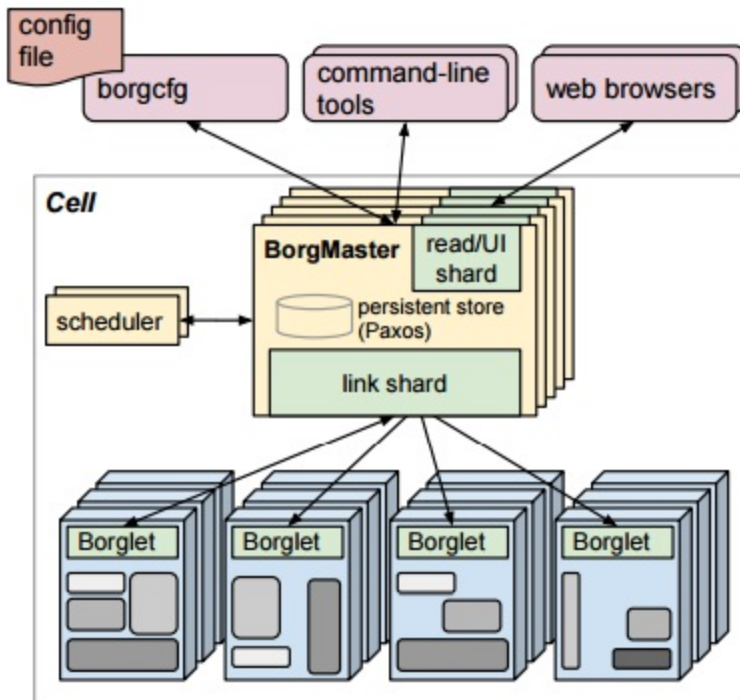 config
file
borgcfg
command-line
tools
web browsers
Cell
BorgMaster
read/UI
shard
persistent store
(Paxos)
scheduler
link shard
Borglet
Borglet
Borglet
Borglet